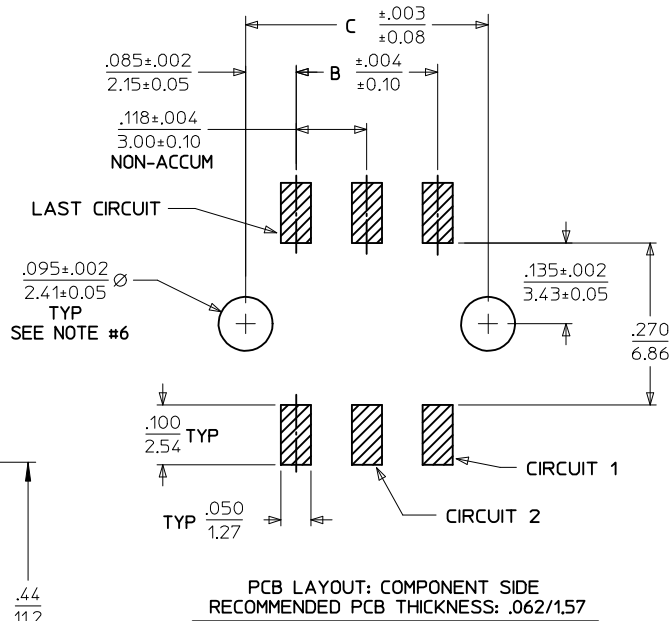 C ±.003
±0.08
.085±.002
2.15±0.05
B ±.004
±0.10
.118±.004
3.00±0.10
NON-ACCUM
LAST CIRCUIT
.095±.002
2.41±0.05 Ø
TYP
SEE NOTE #6
.135±.002
3.43±0.05
.270
6.86
.100
2.54 TYP
CIRCUIT 1
TYP .050
1.27
CIRCUIT 2
.44
11.2
PCB LAYOUT: COMPONENT SIDE
RECOMMENDED PCB THICKNESS: .062/1.57